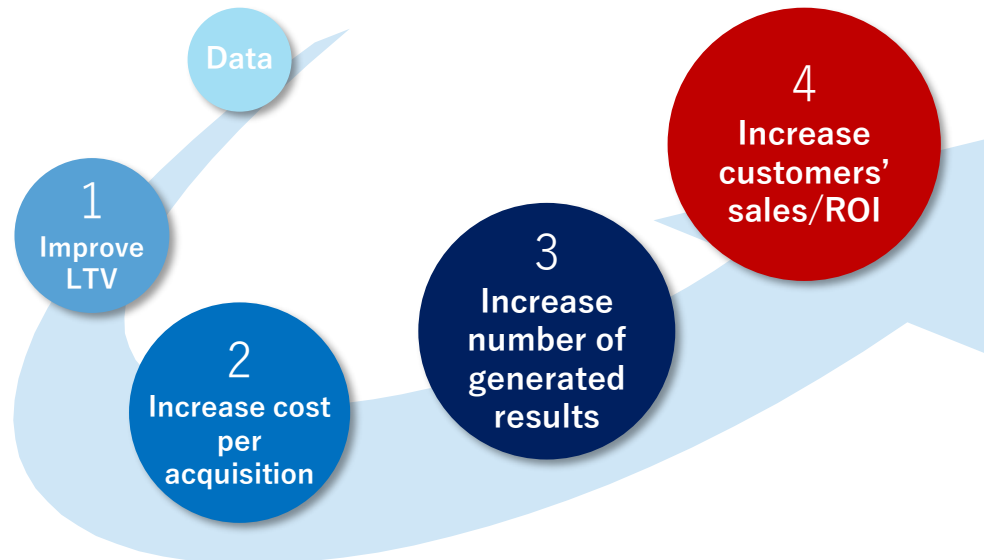 Data
1
Improve
LTV
2
Increase cost
per
acquisition
3
Increase
number of
generated
results
4
Increase
customers’
sales/ROI